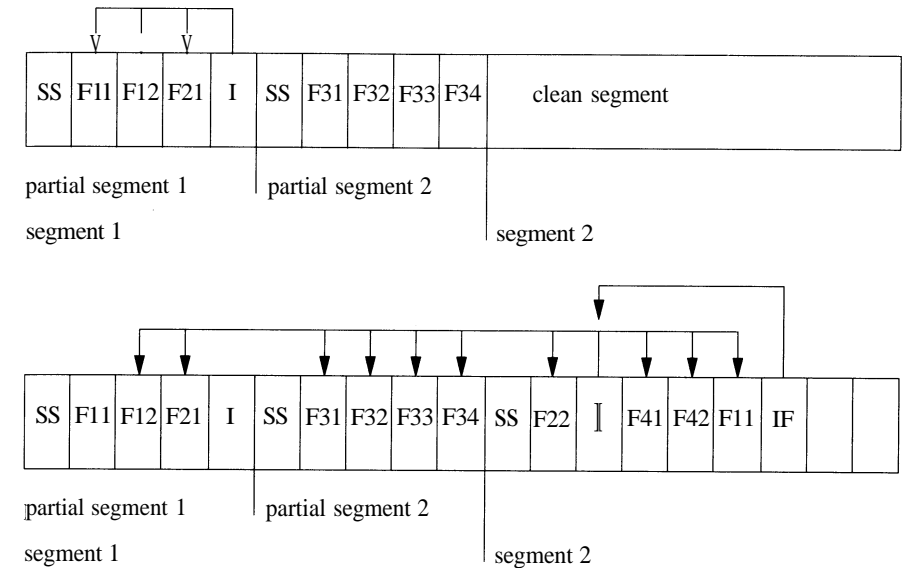 SS F11 F12 F21 I SS F31 F32 F33 F34 clean segment
partial segment 1 partial segment 2
segment 1 segment 2
SS F11 F12 F21 I SS F31 F32 F33 F34 SS F22 I F41 F42 F11 IF
partial segment 1 partial segment 2
segment 1 segment 2